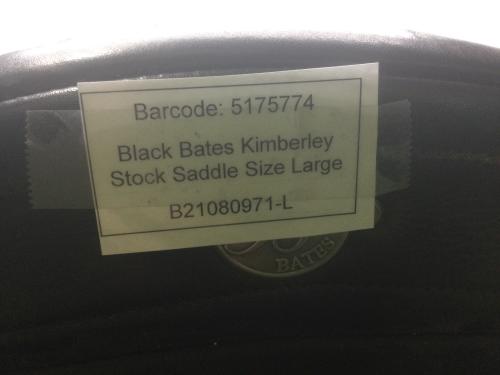 Barcode: 5175774
Black Bates Kimberley
Stock Saddle Size Large
B21080971-L
BATES